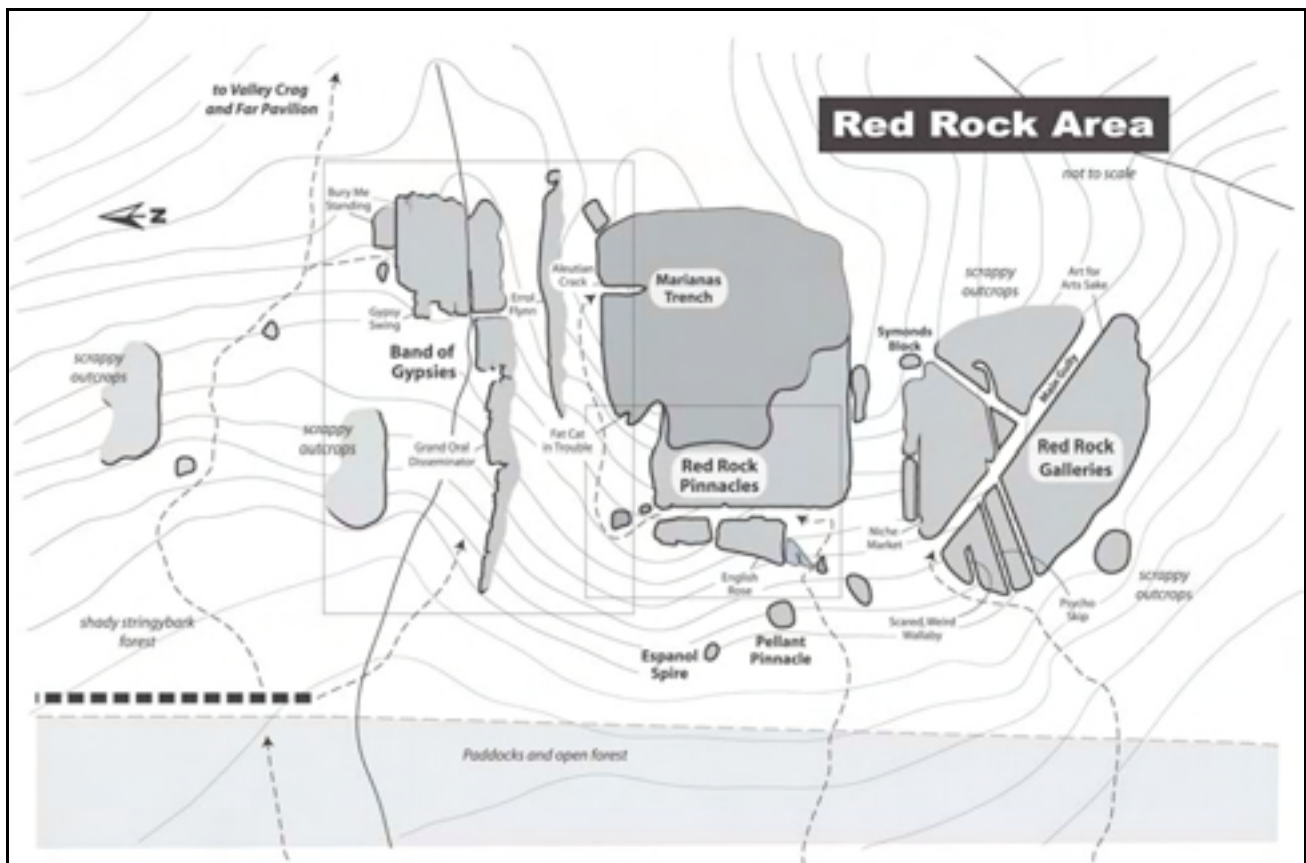 to Valley Crag
and Far Pavilion
Red Rock Area
not to scale
N
Bury Me
Standing
Aleutian
Crack
Marianas
Trench
scrappy
outcrops
Art for
Arts Sake
Errol
Flynn
Gypsy
Swing
Symonds
Block
Band of
Gypsies
scrappy
outcrops
Main Gully
scrappy
outcrops
Grand Oral
Disseminator
Fat Cat
in Trouble
Red Rock
Pinnacles
Red Rock
Galleries
Niche
Market
English
Rose
scrappy
outcrops
Psycho
Skip
Scared, Weird
Wallaby
shady stringybark
forest
Espanol
Spire
Pellant
Pinnacle
Paddocks and open forest